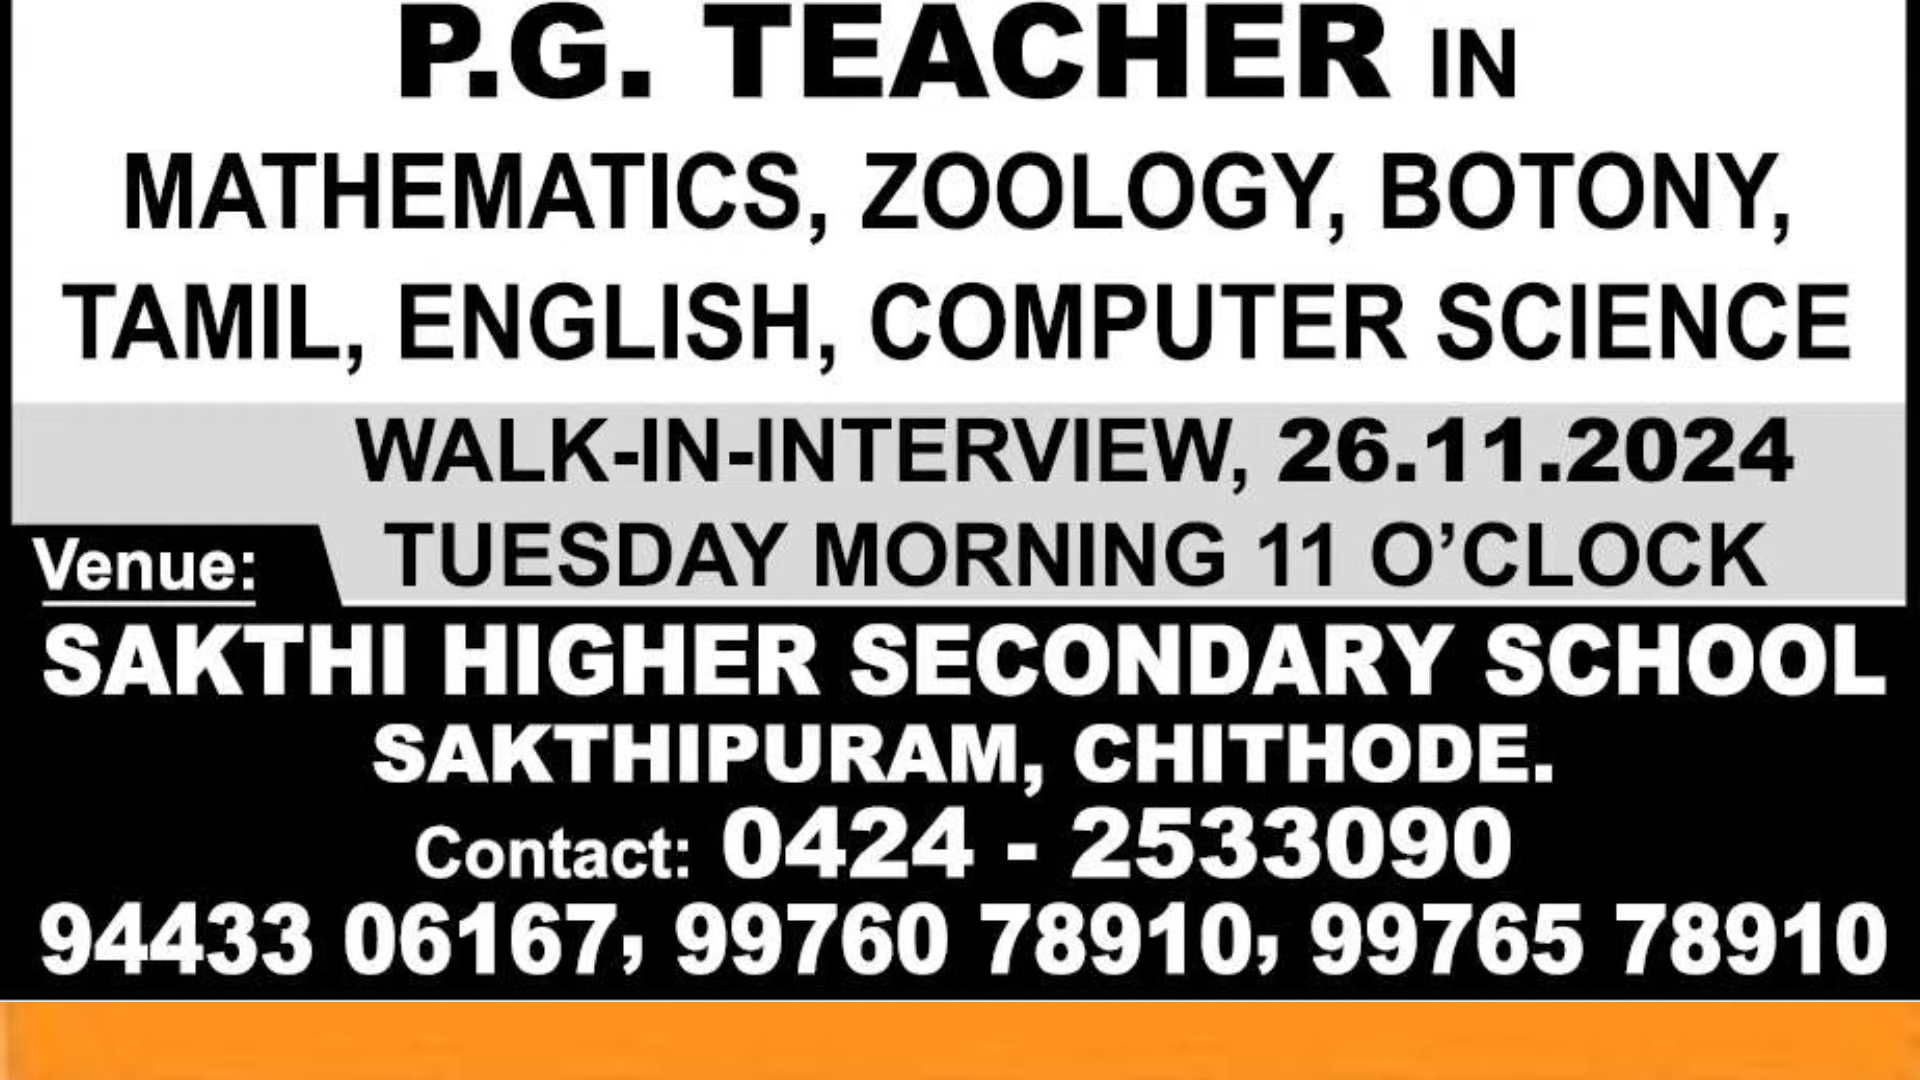 P.G. TEACHER IN
MATHEMATICS, ZOOLOGY, BOTONY,
TAMIL, ENGLISH, COMPUTER SCIENCE
WALK-IN-INTERVIEW, 26.11.2024
TUESDAY MORNING 11 O’CLOCK
Venue:
SAKTHI HIGHER SECONDARY SCHOOL
SAKTHIPURAM, CHITHODE.
Contact: 0424 - 2533090
94433 06167, 99760 78910, 99765 78910